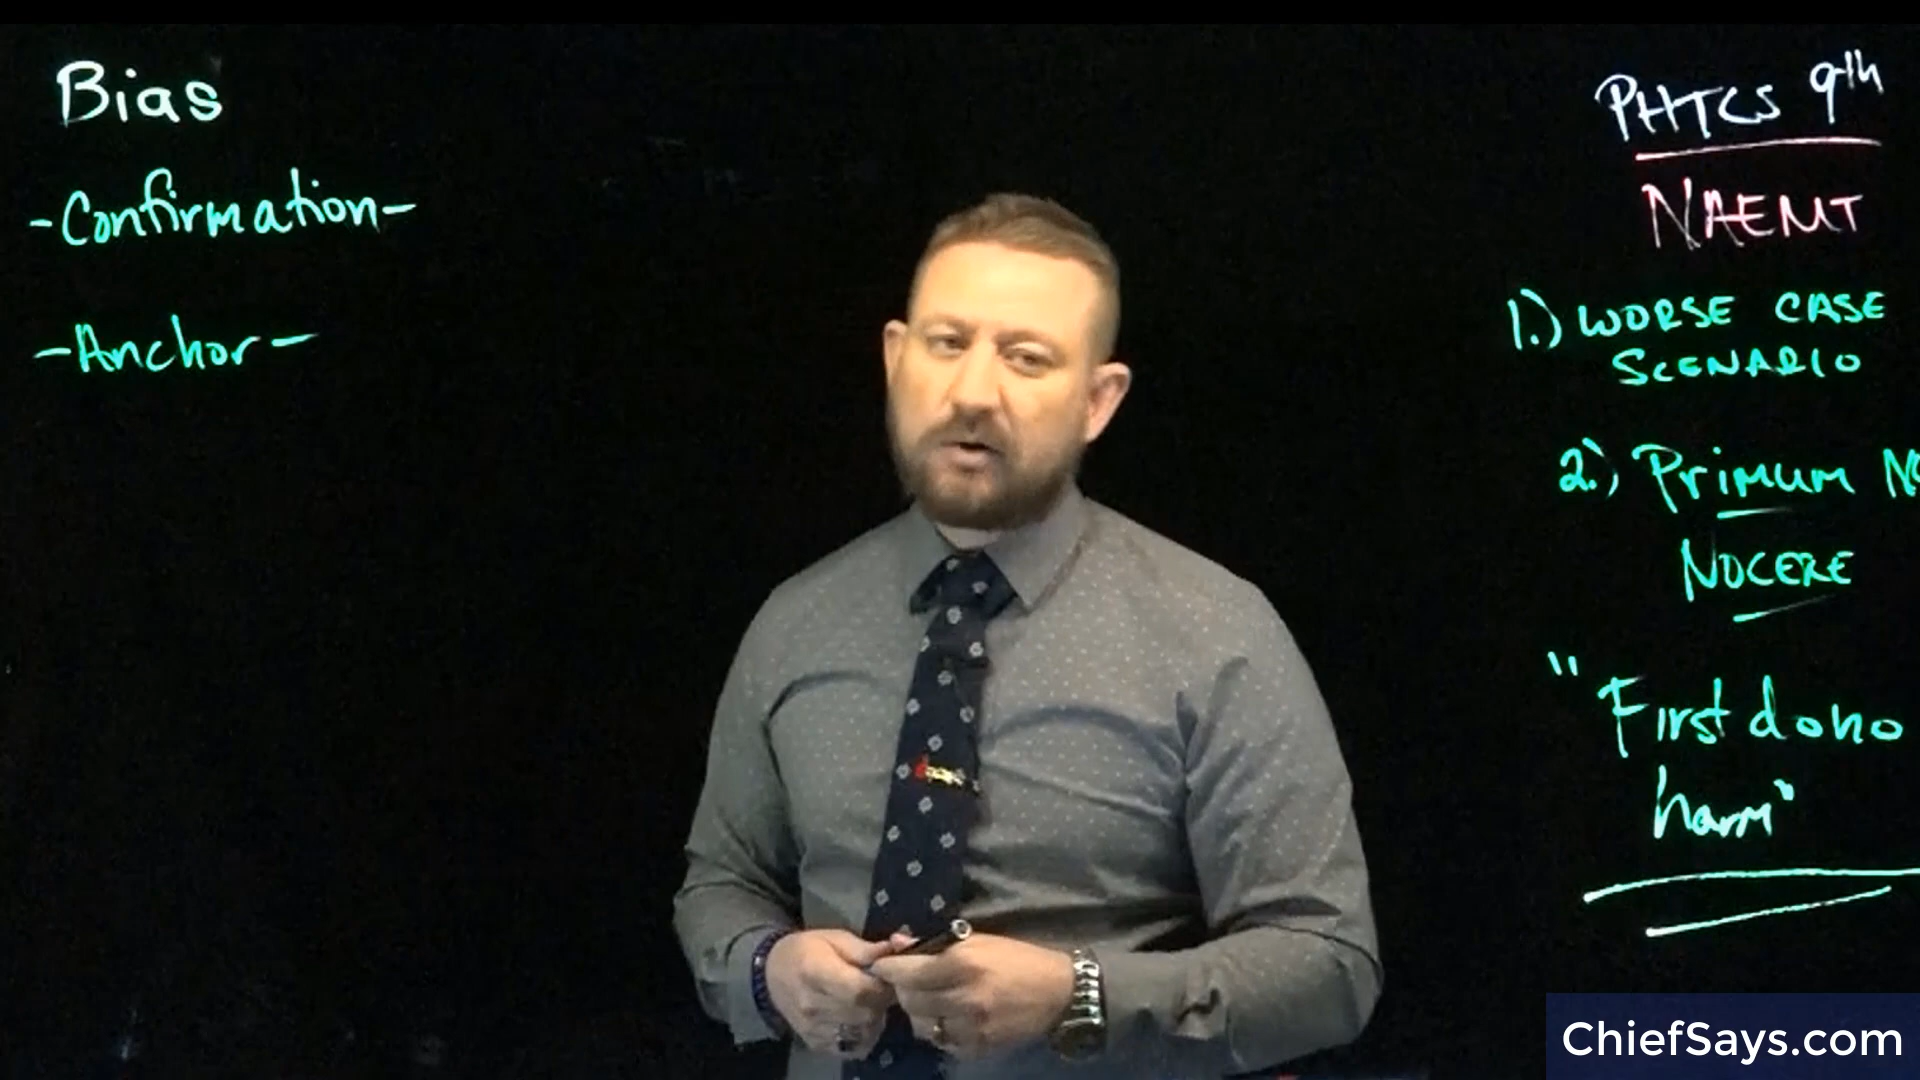 Bias
-Confirmation-
-Anchor-
PHTLS 9th
NAEMT
1.) WORSE CASE
SCENARIO
2.) Primum
NOCERE
"First do no
harm"
ChiefSays.com